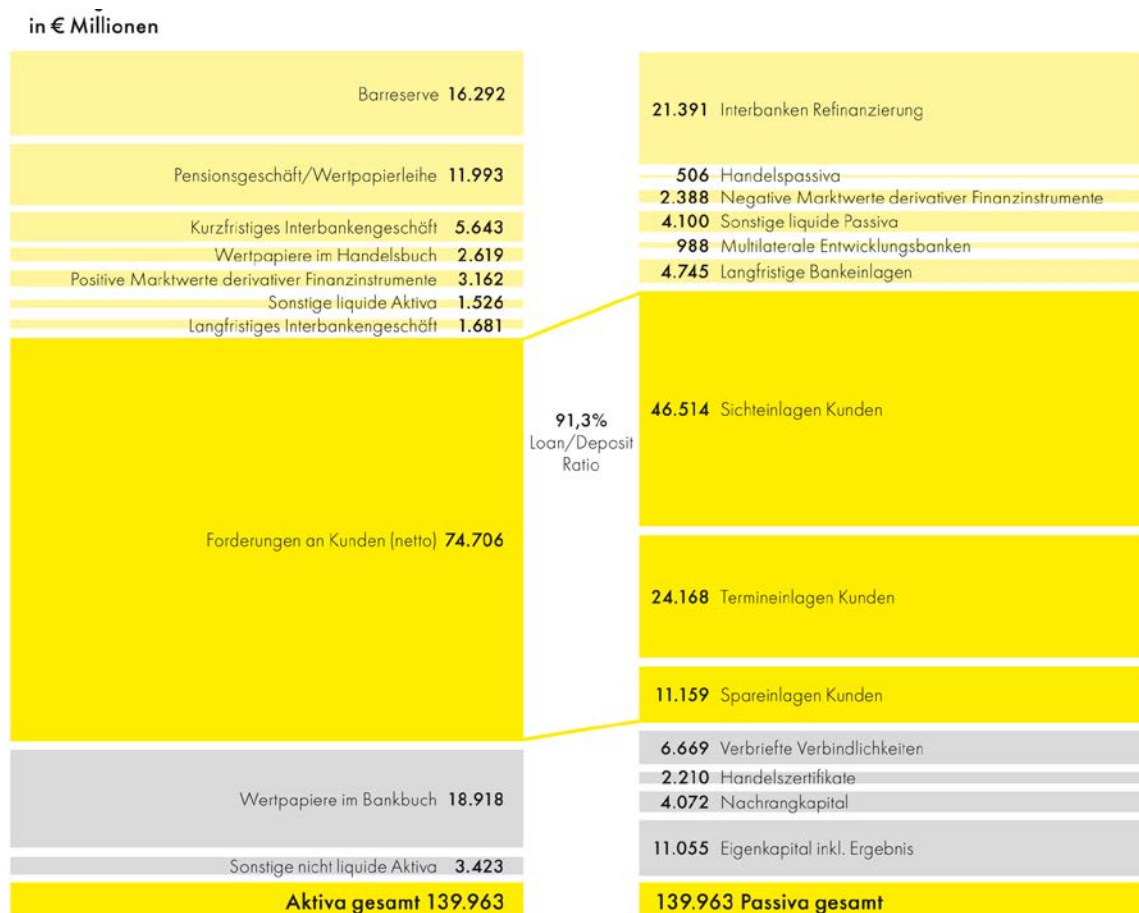 in € Millionen
Barreserve 16.292
Pensionsgeschäft/Wertpapierleihe 11.993
Kurzfristiges Interbankengeschäft 5.643
Wertpapiere im Handelsbuch 2.619
Positive Marktwerte derivativer Finanzinstrumente 3.162
Sonstige liquide Aktiva 1.526
Langfristiges Interbankengeschäft 1.681
Forderungen an Kunden (netto) 74.706
Wertpapiere im Bankbuch 18.918
Sonstige nicht liquide Aktiva 3.423
Aktiva gesamt 139.963
91,3%
Loan/Deposit
Ratio
21.391 Interbanken Refinanzierung
506 Handelspassiva
2.388 Negative Marktwerte derivativer Finanzinstrumente
4.100 Sonstige liquide Passiva
988 Multilaterale Entwicklungsbanken
4.745 Langfristige Bankeinlagen
46.514 Sichteinlagen Kunden
24.168 Termineinlagen Kunden
11.159 Spareinlagen Kunden
6.669 Verbriefte Verbindlichkeiten
2.210 Handelszertifikate
4.072 Nachrangkapital
11.055 Eigenkapital inkl. Ergebnis
139.963 Passiva gesamt